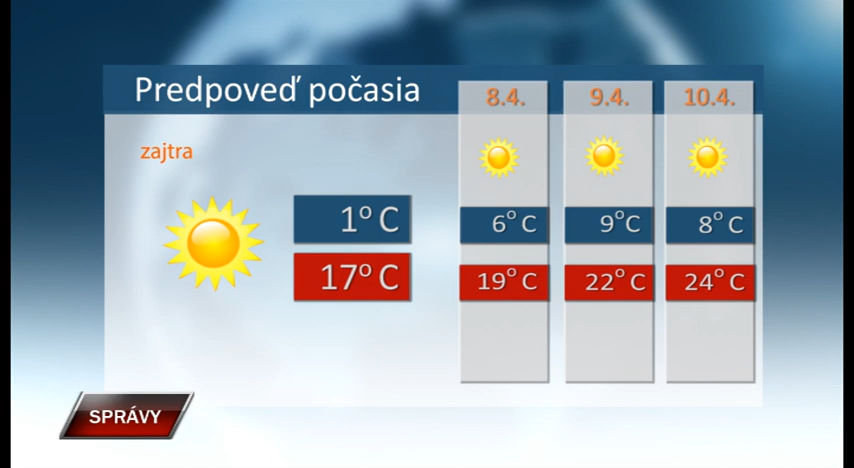 Predpoveď počasia
zajtra
1° C
17° C
8.4.
6° C
19° C
9.4.
9°C
22° C
10.4.
8° C
24° C
SPRÁVY